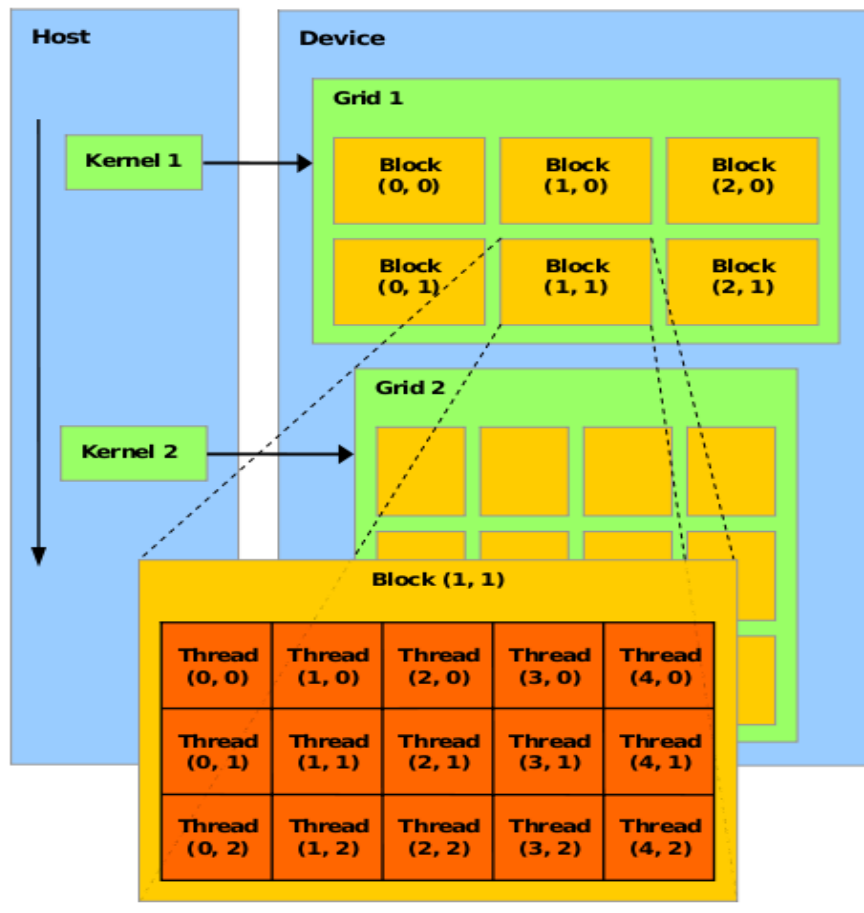 Host
Device
Grid 1
Kernel 1
Block
(0, 0)
Block
(1, 0)
Block
(2, 0)
Block
(0, 1)
Block
(1, 1)
Block
(2, 1)
Grid 2
Kernel 2
Block (1, 1)
Thread
(0, 0)
Thread
(1, 0)
Thread
(2, 0)
Thread
(3, 0)
Thread
(4, 0)
Thread
(0, 1)
Thread
(1, 1)
Thread
(2, 1)
Thread
(3, 1)
Thread
(4, 1)
Thread
(0, 2)
Thread
(1, 2)
Thread
(2, 2)
Thread
(3, 2)
Thread
(4, 2)